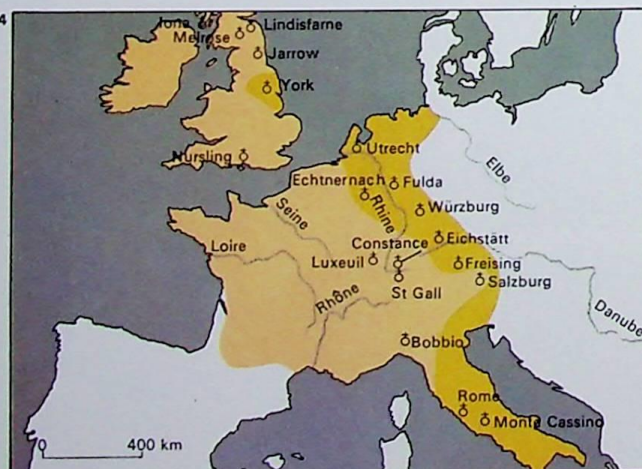 4
Iona
Lindisfarne
Melrose
Jarrow
York
Nursling
Utrecht
Elbe
Echternach
Fulda
Rhine
Würzburg
Seine
Constance
Eichstätt
Loire
Luxeuil
Freising
Salzburg
St Gall
Rhône
Danube
Bobbio
Rome
Monte Cassino
0
400 km